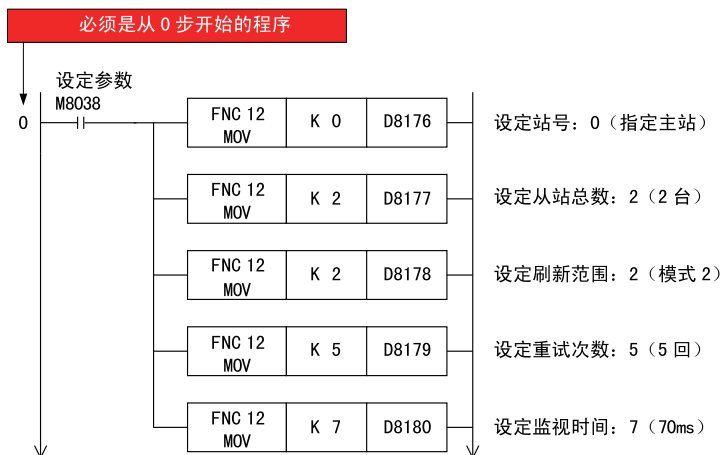 必须是从 0 步开始的程序
设定参数
M8038
0
FNC 12
MOV
K 0
D8176
设定站号：0（指定主站）
FNC 12
MOV
K 2
D8177
设定从站总数：2（2 台）
FNC 12
MOV
K 2
D8178
设定刷新范围：2（模式 2）
FNC 12
MOV
K 5
D8179
设定重试次数：5（5 回）
FNC 12
MOV
K 7
D8180
设定监视时间：7（70ms）